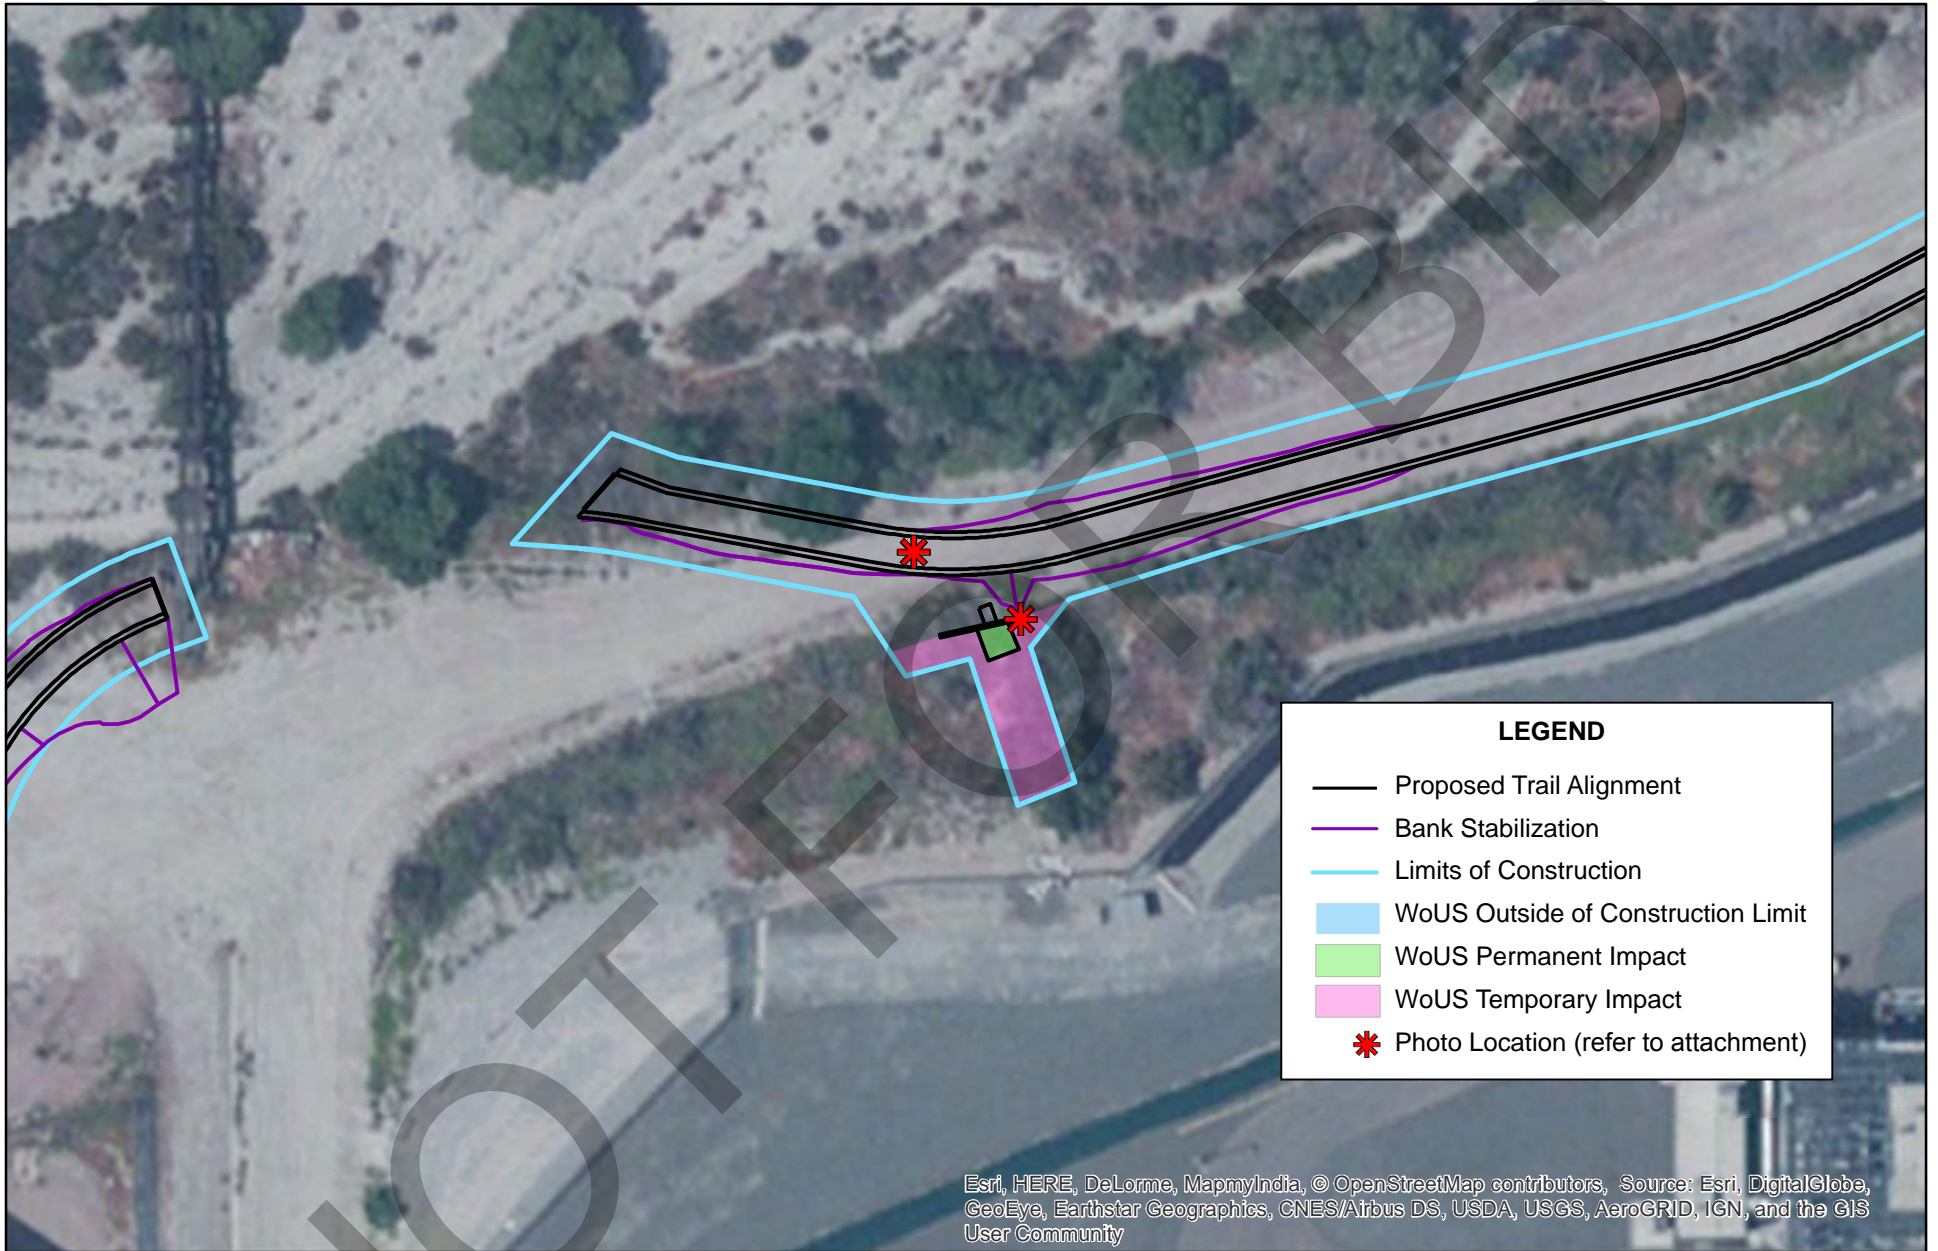 NOT FOR BID
LEGEND
Proposed Trail Alignment
Bank Stabilization
Limits of Construction
WoUS Outside of Construction Limit
WoUS Permanent Impact
WoUS Temporary Impact
Photo Location (refer to attachment)
Esri, HERE, DeLorme, MapmyIndia, © OpenStreetMap contributors, Source: Esri, DigitalGlobe,
GeoEye, Earthstar Geographics, CNES/Airbus DS, USDA, USGS, AeroGRID, IGN, and the GIS
User Community